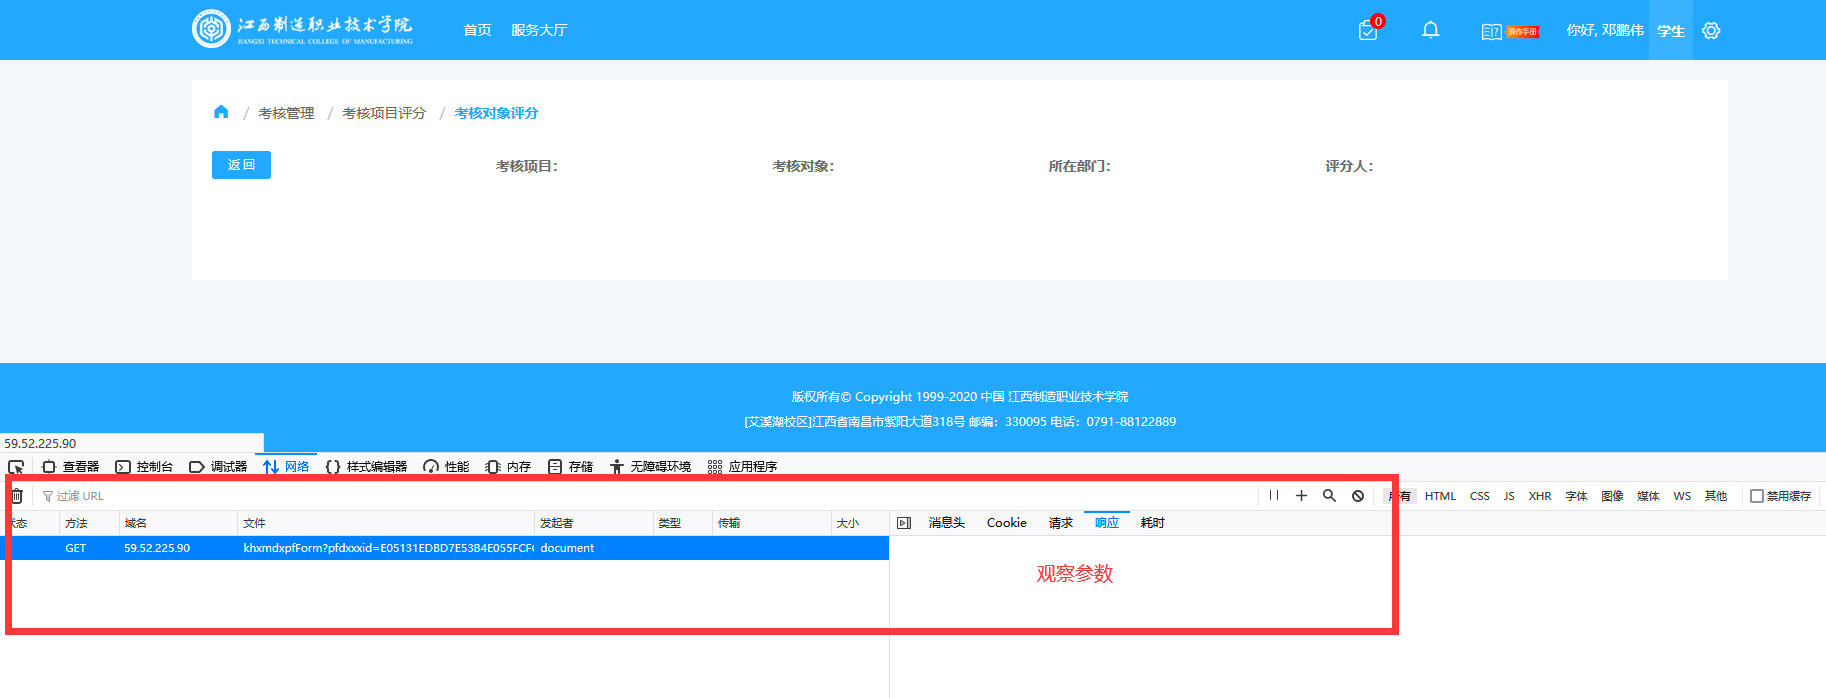 江西制造职业技术学院
JIANGXI TECHNICAL COLLEGE OF MANUFACTURING
首页 服务大厅
0
操作手册
你好, 邓鹏伟 学生
/ 考核管理 / 考核项目评分 / 考核对象评分
返回 考核项目： 考核对象： 所在部门： 评分人：
版权所有© Copyright 1999-2020 中国 江西制造职业技术学院
[艾溪湖校区]江西省南昌市紫阳大道318号 邮编：330095 电话：0791-88122889
59.52.225.90
查看器 控制台 调试器 网络 样式编辑器 性能 内存 存储 无障碍环境 应用程序
过滤 URL
所有 HTML CSS JS XHR 字体 图像 媒体 WS 其他 禁用缓存
状态 方法 域名 文件 发起者 类型 传输 大小 消息头 Cookie 请求 响应 耗时
GET 59.52.225.90 khxmdxpfForm?pfdxxxid=E05131EDBD7E53B4E055FCF( document
观察参数